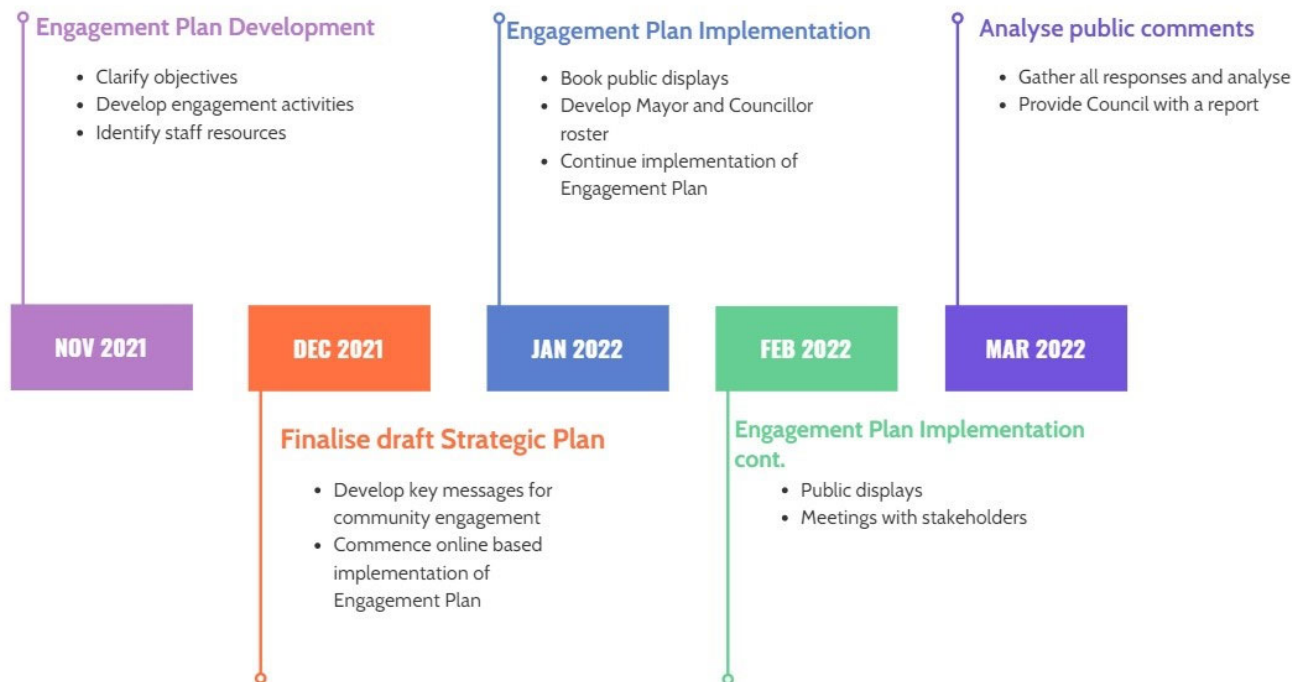 Engagement Plan Development
• Clarify objectives
• Develop engagement activities
• Identify staff resources
Engagement Plan Implementation
• Book public displays
• Develop Mayor and Councillor
roster
• Continue implementation of
Engagement Plan
Analyse public comments
• Gather all responses and analyse
• Provide Council with a report
NOV 2021
DEC 2021
JAN 2022
FEB 2022
MAR 2022
Finalise draft Strategic Plan
• Develop key messages for
community engagement
• Commence online based
implementation of
Engagement Plan
Engagement Plan Implementation
cont.
• Public displays
• Meetings with stakeholders